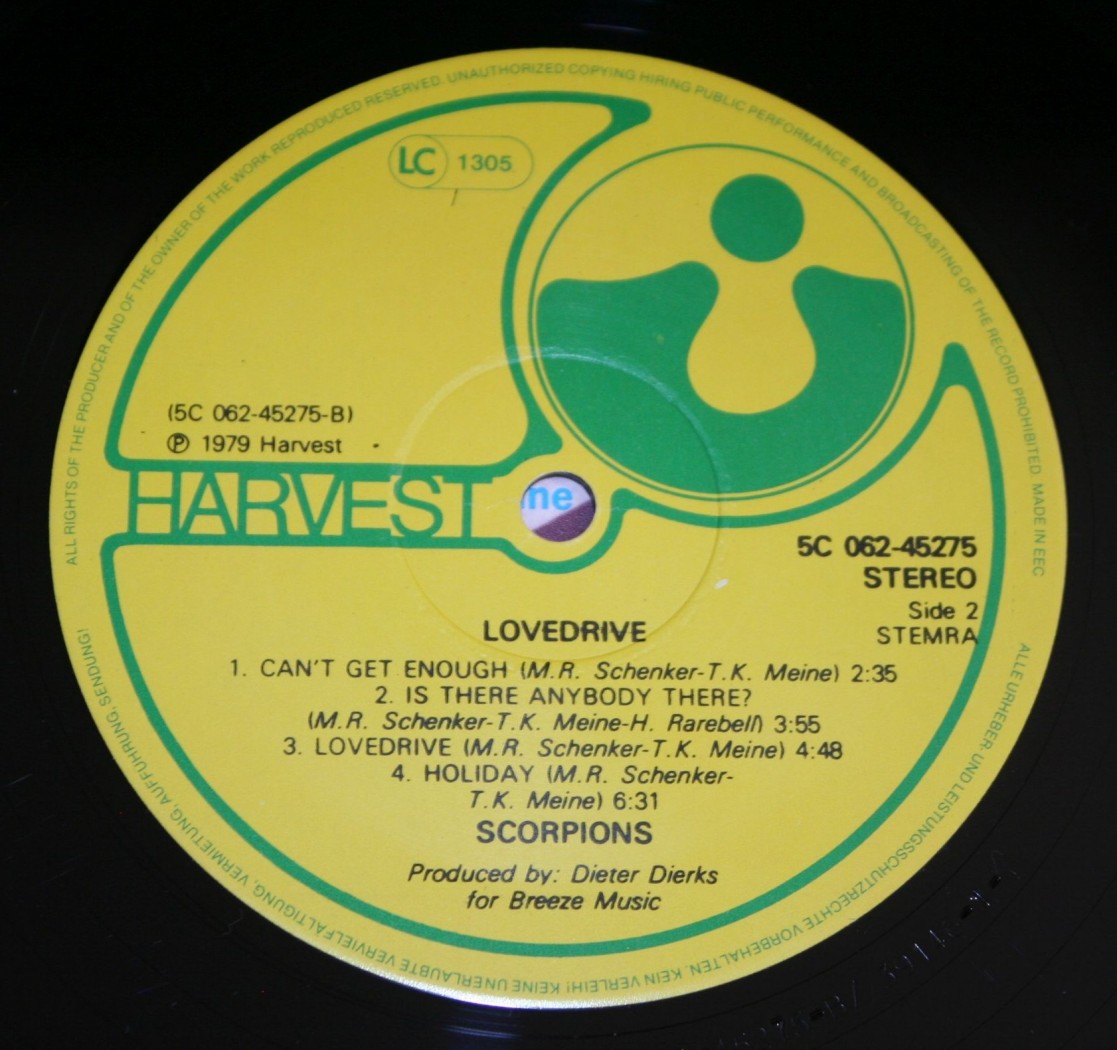 ALL RIGHTS OF THE PRODUCER AND OF THE OWNER OF THE WORK REPRODUCED RESERVED. UNAUTHORIZED COPYING HIRING PUBLIC PERFORMANCE AND BROADCASTING OF THE RECORD PROHIBITED. MADE IN EEC
LC 1305
(5C 062-45275-B)
℗ 1979 Harvest
HARVEST
ne
5C 062-45275
STEREO
Side 2
STEMRA
LOVEDRIVE
1. CAN'T GET ENOUGH (M.R. Schenker-T.K. Meine) 2:35
2. IS THERE ANYBODY THERE?
(M.R. Schenker-T.K. Meine-H. Rarebell) 3:55
3. LOVEDRIVE (M.R. Schenker-T.K. Meine) 4:48
4. HOLIDAY (M.R. Schenker-
T.K. Meine) 6:31
SCORPIONS
Produced by: Dieter Dierks
for Breeze Music
ALLE URHEBER- UND LEISTUNGSSCHUTZRECHTE VORBEHALTEN. KEIN VERLEIH! KEINE UNERLAUBTE VERVIELFÄLTIGUNG, VERMIETUNG, AUFFÜHRUNG, SENDUNG!